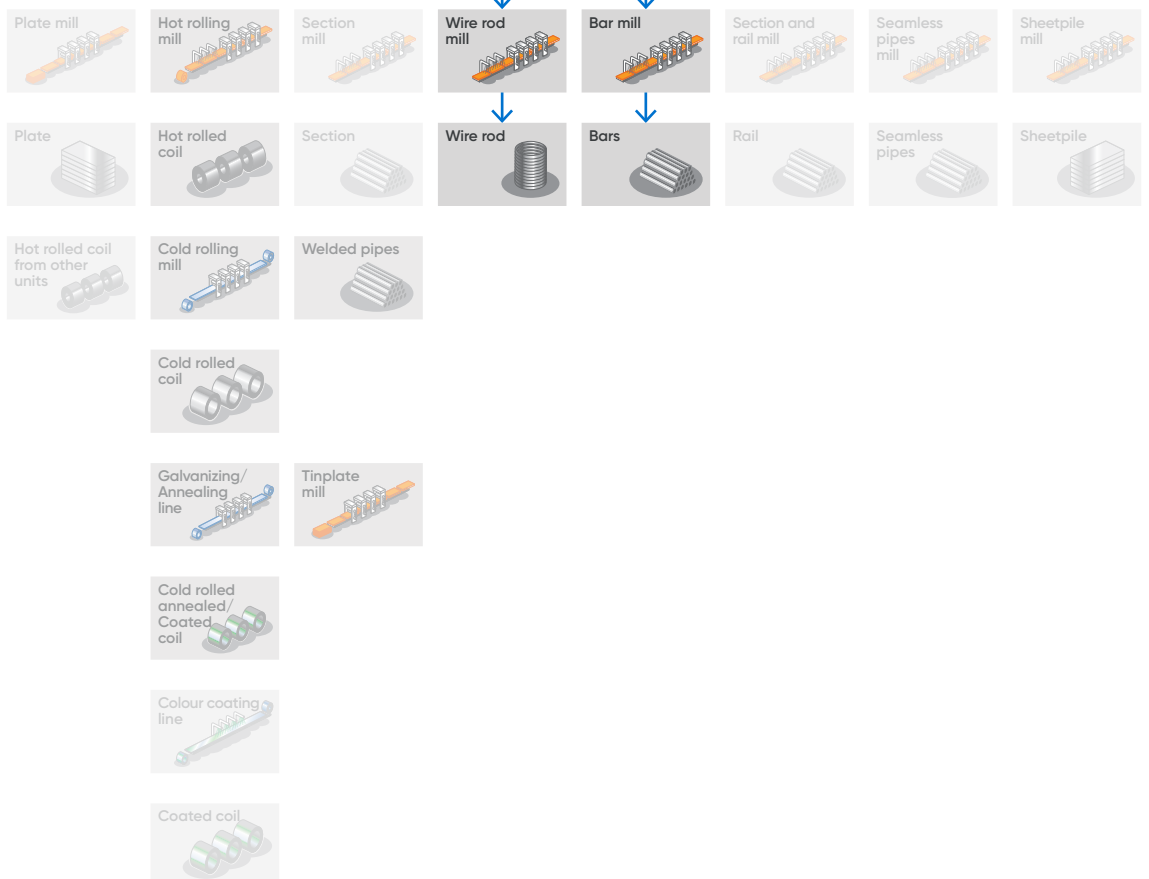 Plate mill
Hot rolling
mill
Section
mill
Wire rod
mill
Bar mill
Section and
rail mill
Seamless
pipes
mill
Sheetpile
mill
Plate
Hot rolled
coil
Section
Wire rod
Bars
Rail
Seamless
pipes
Sheetpile
Hot rolled coil
from other
units
Cold rolling
mill
Welded pipes
Cold rolled
coil
Galvanizing/
Annealing
line
Tinplate
mill
Cold rolled
annealed/
Coated
coil
Colour coating
line
Coated coil